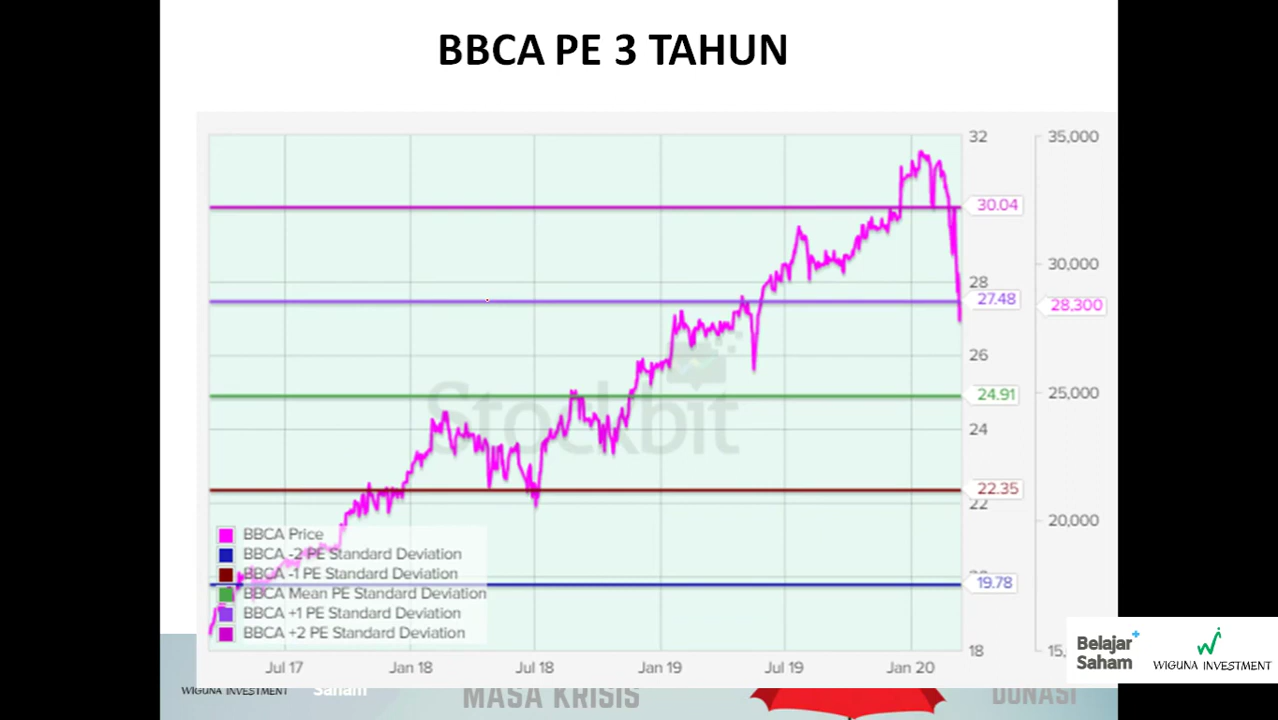 BBCA PE 3 TAHUN
32
35,000
30.04
30,000
28
27.48
28,300
26
Stockbit
24.91
25,000
24
22.35
22
20,000
BBCA Price
BBCA -2 PE Standard Deviation
BBCA -1 PE Standard Deviation
19.78
BBCA Mean PE Standard Deviation
BBCA +1 PE Standard Deviation
BBCA +2 PE Standard Deviation
18
Jul 17
Jan 18
Jul 18
Jan 19
Jul 19
Jan 20
Belajar+
Saham
WIGUNA INVESTMENT
WIGUNA INVESTMENT
Saham
MASA KRISIS
DONASI